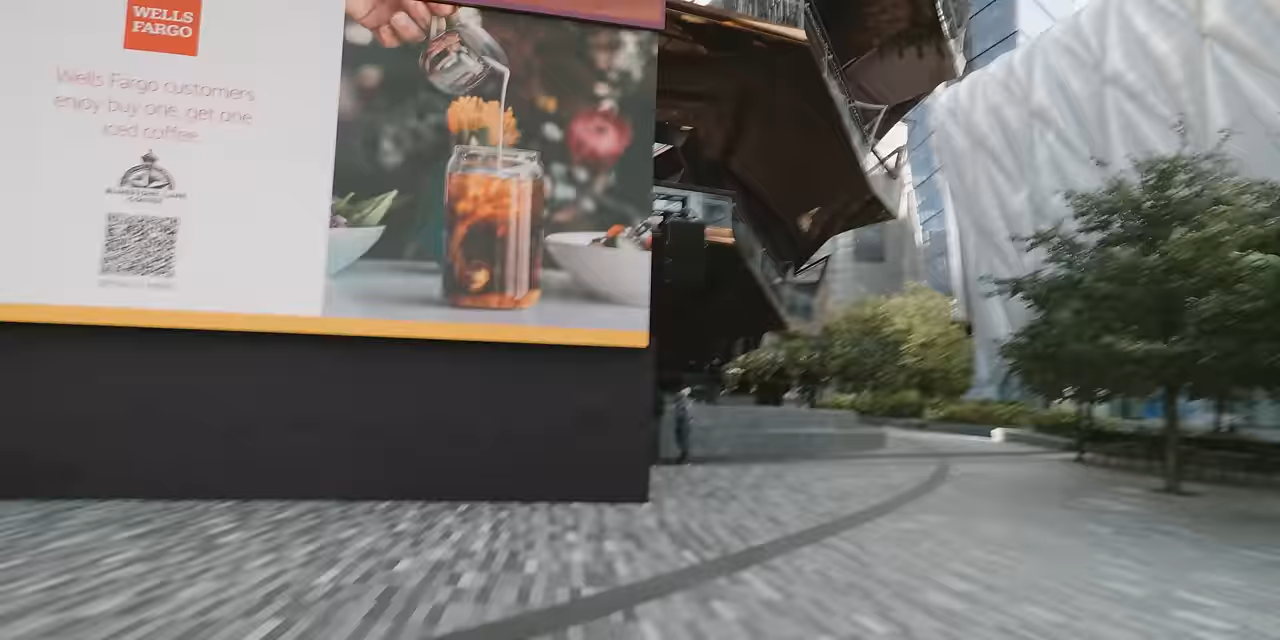 WELLS
FARGO
Wells Fargo customers
enjoy buy one, get one
iced coffee.